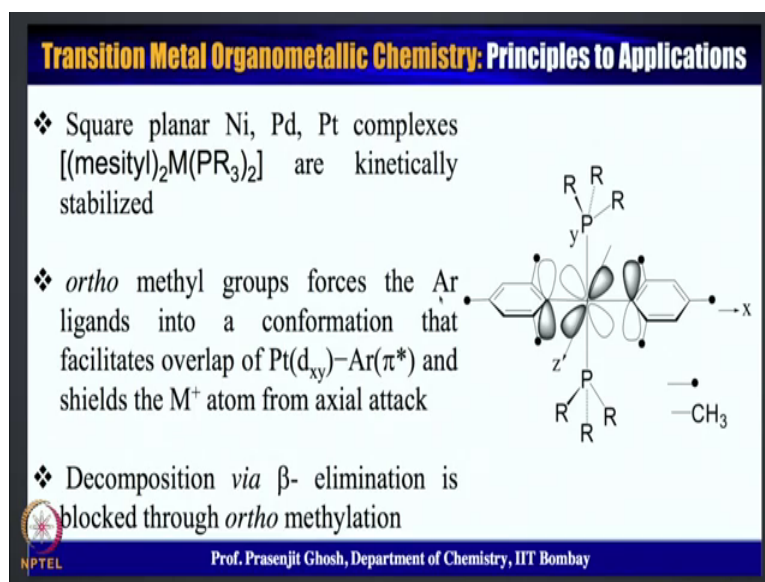 Transition Metal Organometallic Chemistry: Principles to Applications
❖ Square planar Ni, Pd, Pt complexes
[(mesityl)₂M(PR₃)₂] are kinetically
stabilized
❖ ortho methyl groups forces the Ar
ligands into a conformation that
facilitates overlap of Pt(dxy)−Ar(π*) and
shields the M⁺ atom from axial attack
❖ Decomposition via β- elimination is
blocked through ortho methylation
R R
R
P
y
x
z'
P
R R
R
CH₃
NPTEL
Prof. Prasenjit Ghosh, Department of Chemistry, IIT Bombay